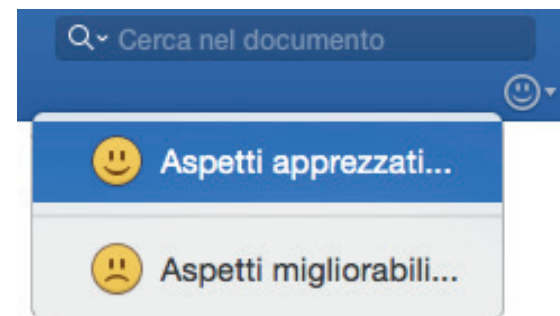 Cerca nel documento
Aspetti apprezzati...
Aspetti migliorabili...